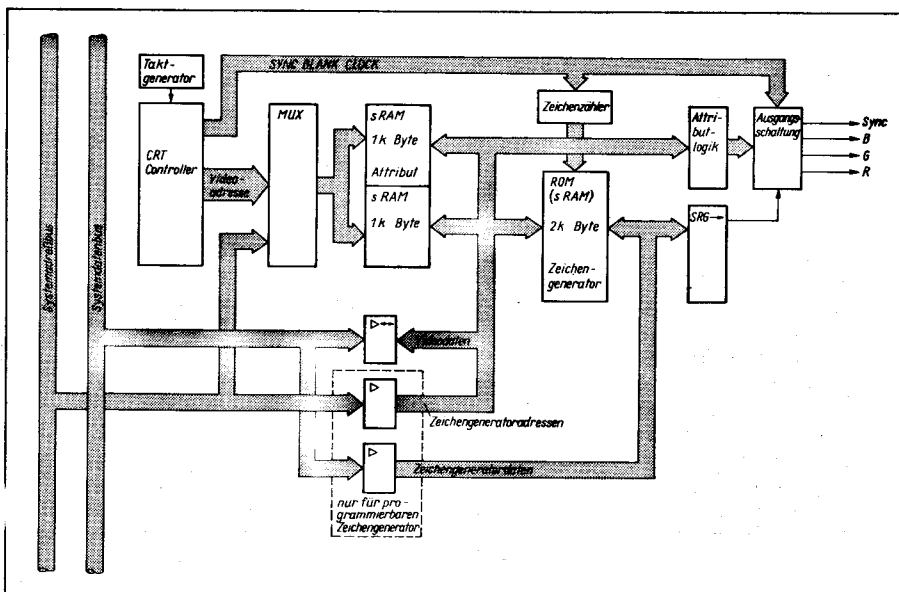 Takt-
generator
SYNC BLANK CLOCK
CRT
Controller
Video-
adresse
MUX
sRAM
1k Byte
Attribut
sRAM
1k Byte
Zeichenzähler
ROM
(sRAM)
2k Byte
Zeichen-
generator
Attri-
but-
logik
Ausgangs-
schaltung
Sync
B
G
R
SRG
Systemadreßbus
Systemdatenbus
Videodaten
Zeichengeneratoradressen
Zeichengeneratordaten
nur für pro-
grammierbaren
Zeichengenerator